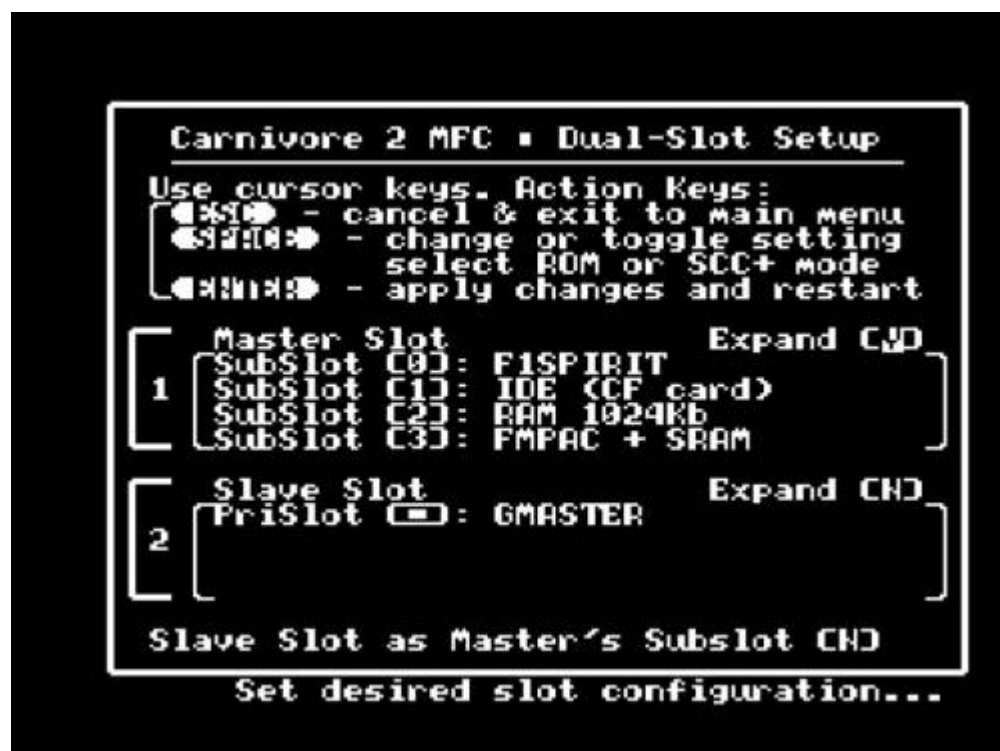 Carnivore 2 MFC ▪ Dual-Slot Setup
Use cursor keys. Action Keys:
ESC - cancel & exit to main menu
SPACE - change or toggle setting
select ROM or SCC+ mode
ENTER - apply changes and restart
Master Slot Expand [Y]
1
SubSlot [0]: F1SPIRIT
SubSlot [1]: IDE (CF card)
SubSlot [2]: RAM 1024Kb
SubSlot [3]: FMPAC + SRAM
Slave Slot Expand [N]
2
PriSlot [▪]: GMASTER
Slave Slot as Master's Subslot [N]
Set desired slot configuration...